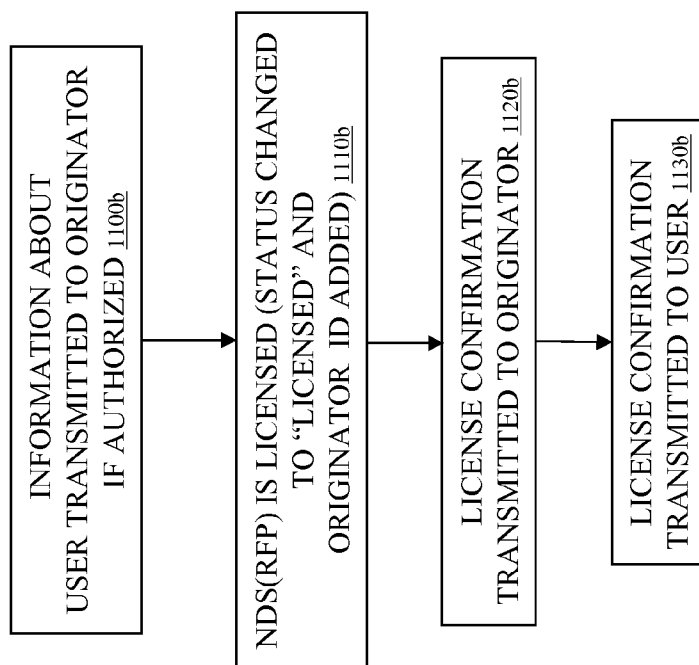 INFORMATION ABOUT
USER TRANSMITTED TO ORIGINATOR
IF AUTHORIZED 1100b
NDS(RFP) IS LICENSED (STATUS CHANGED
TO “LICENSED” AND
ORIGINATOR ID ADDED) 1110b
LICENSE CONFIRMATION
TRANSMITTED TO ORIGINATOR 1120b
LICENSE CONFIRMATION
TRANSMITTED TO USER 1130b